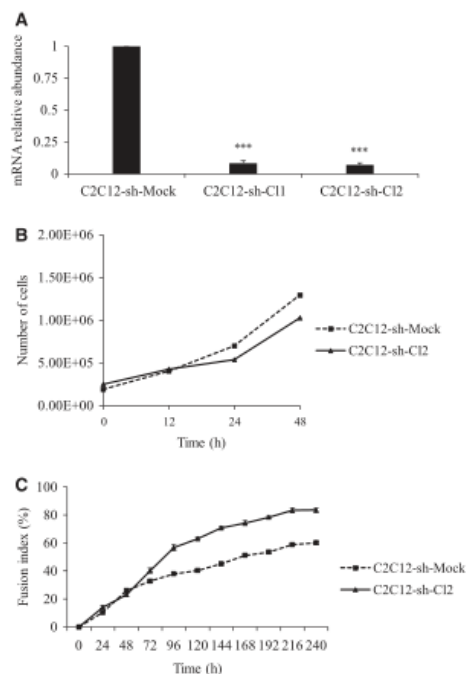 A
mRNA relative abundance
1
0.75
0.5
0.25
0
***
***
C2C12-sh-Mock C2C12-sh-Cl1 C2C12-sh-Cl2
B
Number of cells
2.00E+06
1.50E+06
1.00E+06
5.00E+05
0.00E+00
0 12 24 48
Time (h)
C2C12-sh-Mock
C2C12-sh-Cl2
C
Fusion index (%)
100
80
60
40
20
0
0 24 48 72 96 120 144 168 192 216 240
Time (h)
C2C12-sh-Mock
C2C12-sh-Cl2